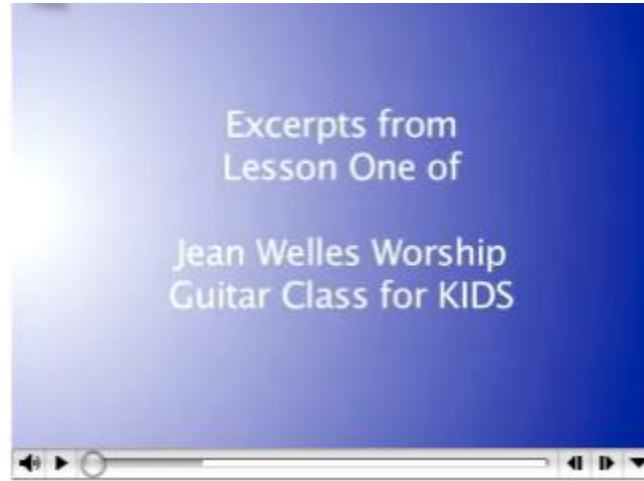 Excerpts from
Lesson One of
Jean Welles Worship
Guitar Class for KIDS